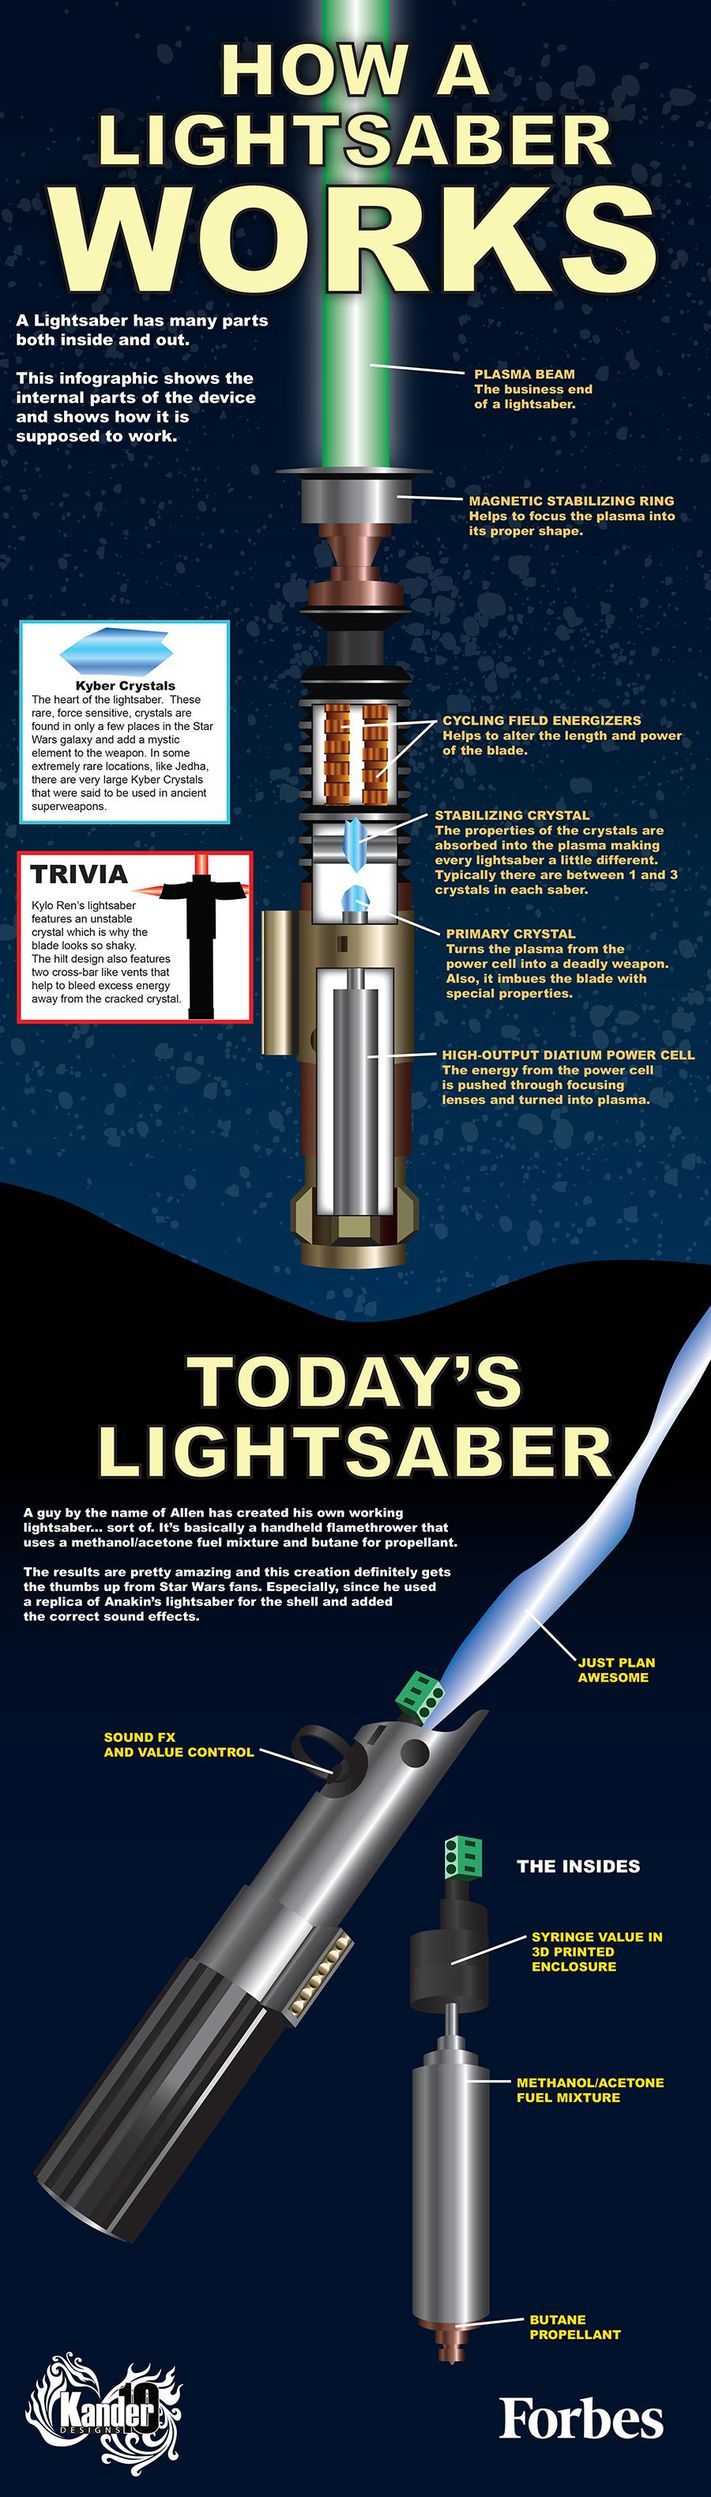 HOW A
LIGHTSABER
WORKS
A Lightsaber has many parts
both inside and out.
This infographic shows the
internal parts of the device
and shows how it is
supposed to work.
PLASMA BEAM
The business end
of a lightsaber.
MAGNETIC STABILIZING RING
Helps to focus the plasma into
its proper shape.
Kyber Crystals
The heart of the lightsaber. These
rare, force sensitive, crystals are
found in only a few places in the Star
Wars galaxy and add a mystic
element to the weapon. In some
extremely rare locations, like Jedha,
there are very large Kyber Crystals
that were said to be used in ancient
superweapons.
CYCLING FIELD ENERGIZERS
Helps to alter the length and power
of the blade.
STABILIZING CRYSTAL
The properties of the crystals are
absorbed into the plasma making
every lightsaber a little different.
Typically there are between 1 and 3
crystals in each saber.
TRIVIA
Kylo Ren's lightsaber
features an unstable
crystal which is why the
blade looks so shaky.
The hilt design also features
two cross-bar like vents that
help to bleed excess energy
away from the cracked crystal.
PRIMARY CRYSTAL
Turns the plasma from the
power cell into a deadly weapon.
Also, it imbues the blade with
special properties.
HIGH-OUTPUT DIATIUM POWER CELL
The energy from the power cell
is pushed through focusing
lenses and turned into plasma.
TODAY'S
LIGHTSABER
A guy by the name of Allen has created his own working
lightsaber... sort of. It's basically a handheld flamethrower that
uses a methanol/acetone fuel mixture and butane for propellant.
The results are pretty amazing and this creation definitely gets
the thumbs up from Star Wars fans. Especially, since he used
a replica of Anakin's lightsaber for the shell and added
the correct sound effects.
JUST PLAN
AWESOME
SOUND FX
AND VALUE CONTROL
THE INSIDES
SYRINGE VALUE IN
3D PRINTED
ENCLOSURE
METHANOL/ACETONE
FUEL MIXTURE
BUTANE
PROPELLANT
Kander19
DESIGNS
Forbes